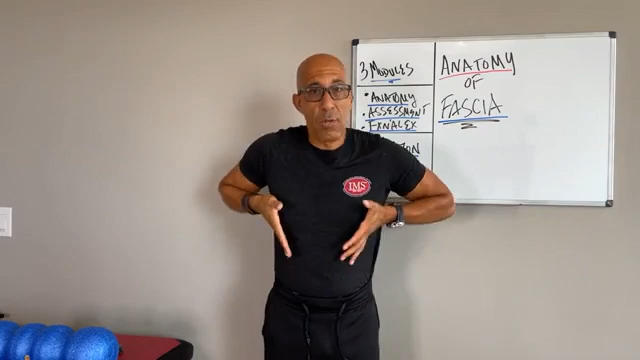 3 MODULES
• ANATOMY
• ASSESSMENT
ANATOMY
OF
FASCIA
IMS